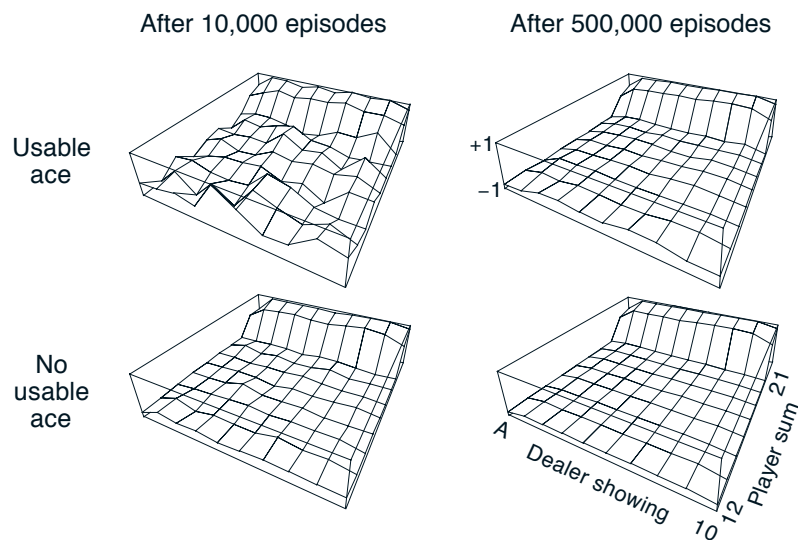 After 10,000 episodes
After 500,000 episodes
Usable
ace
+1
−1
No
usable
ace
A
Dealer showing
10
12
Player sum
21